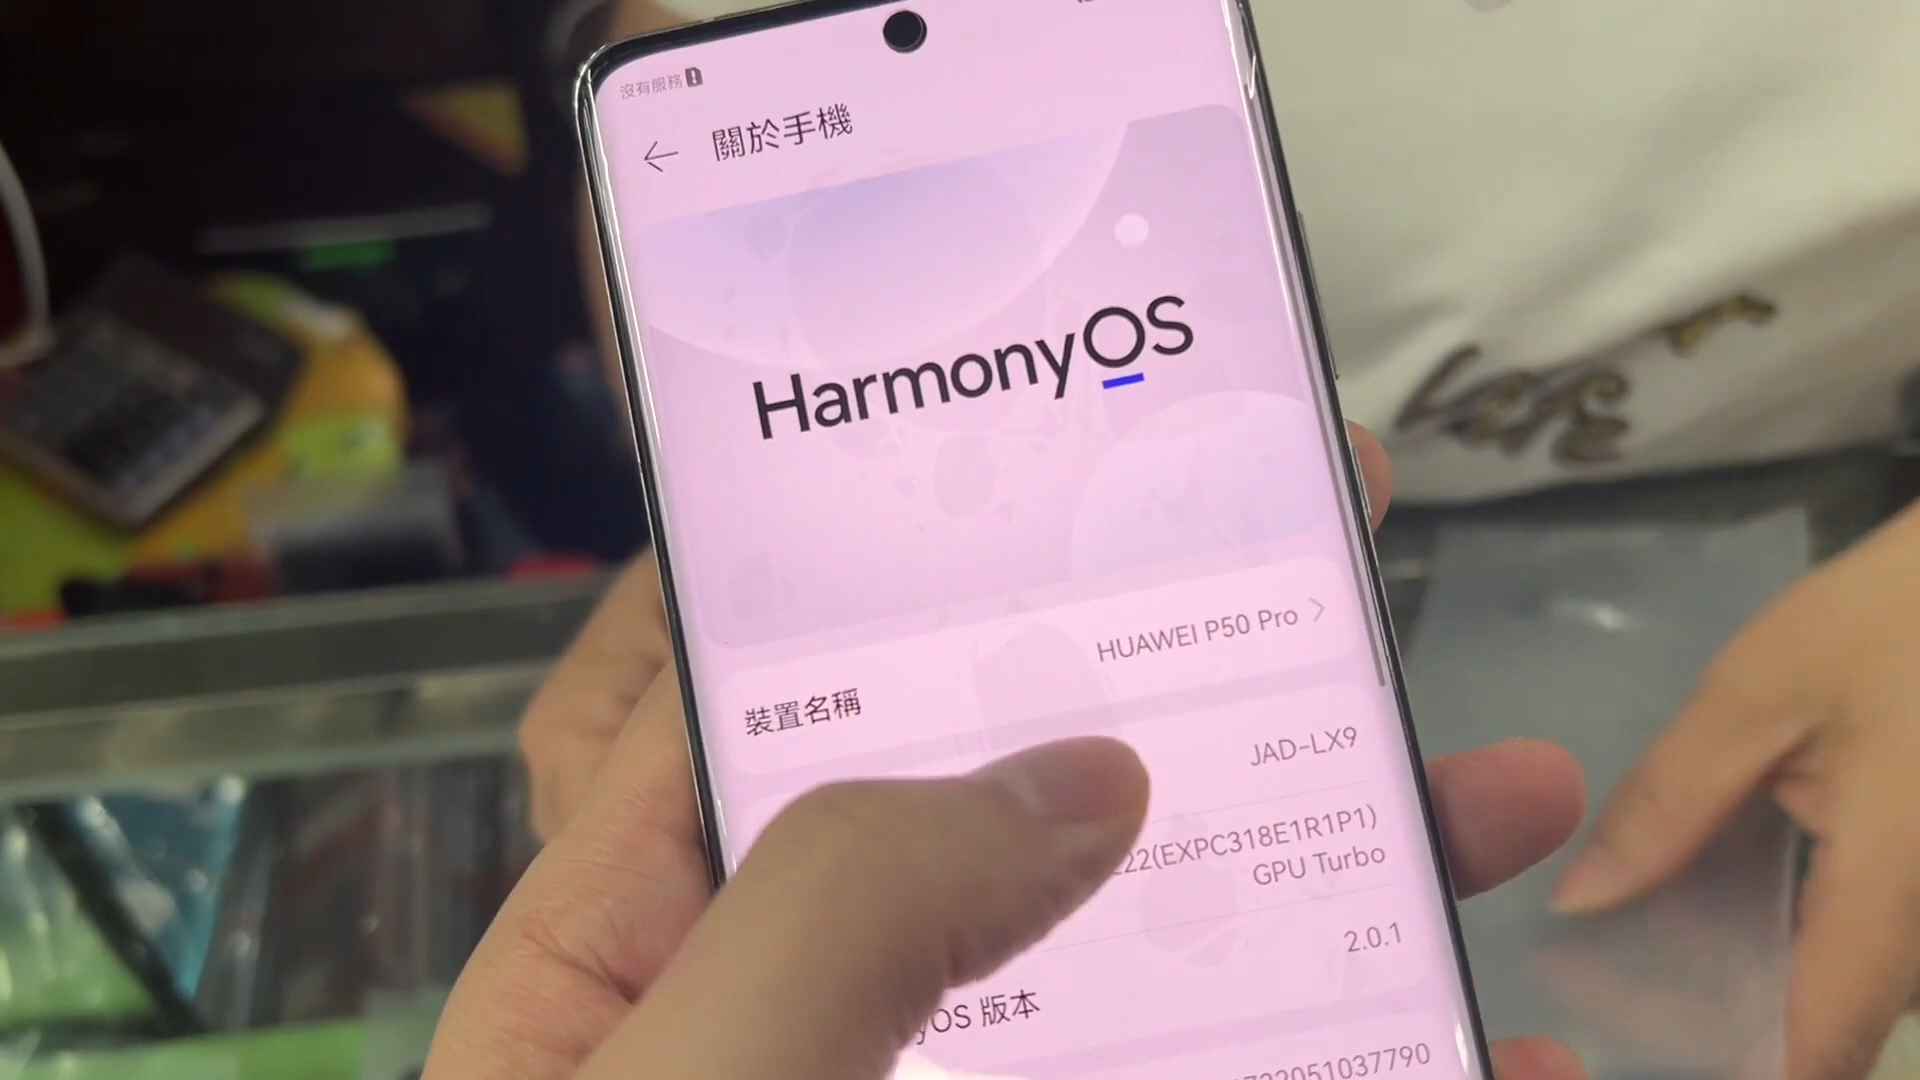 沒有服務
關於手機
HarmonyOS
裝置名稱 HUAWEI P50 Pro
JAD-LX9
22(EXPC318E1R1P1)
GPU Turbo
2.0.1
yOS 版本
051037790